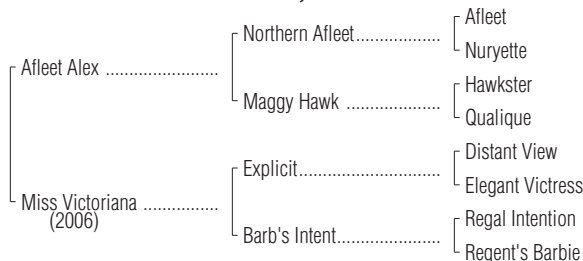 Afleet
Northern Afleet..................
Nuryette
Afleet Alex ........................
Hawkster
Maggy Hawk ....................
Qualique
Distant View
Explicit..............................
Elegant Victress
Miss Victoriana ................
(2006)
Regal Intention
Barb's Intent......................
Regent's Barbie